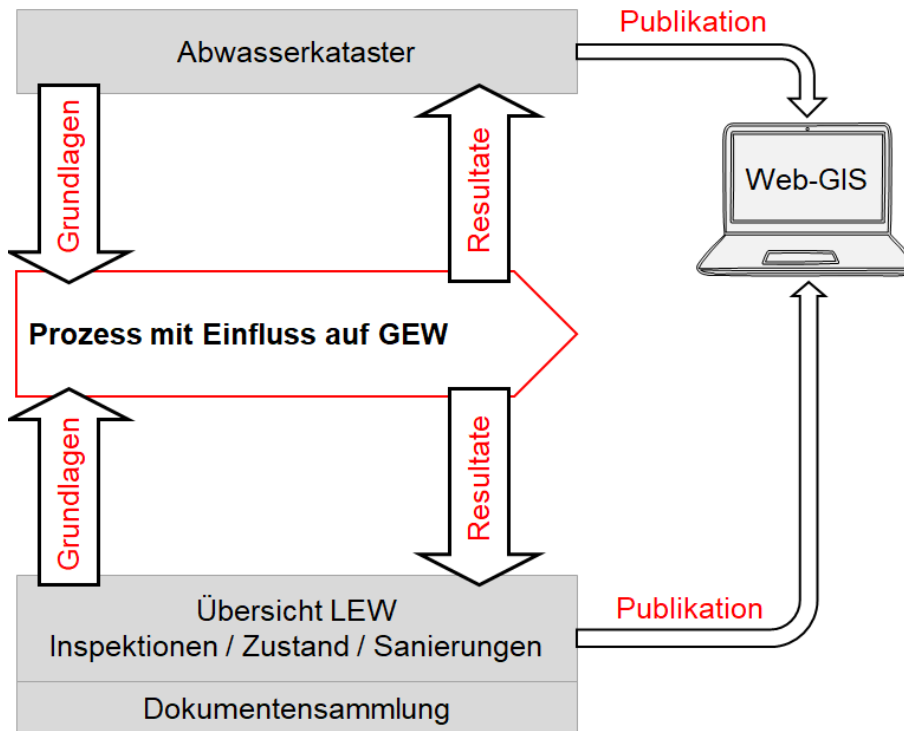 Publikation
Abwasserkataster
Grundlagen
Resultate
Web-GIS
Prozess mit Einfluss auf GEW
Grundlagen
Resultate
Übersicht LEW
Inspektionen / Zustand / Sanierungen
Publikation
Dokumentensammlung